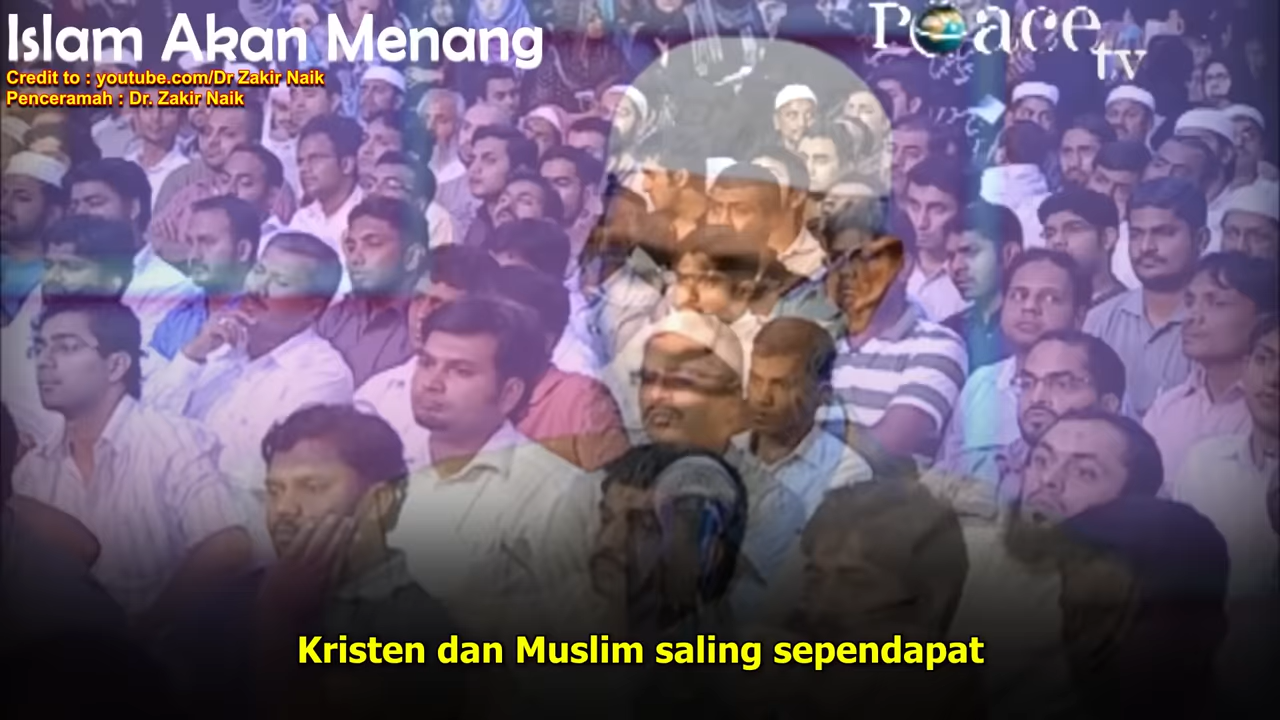 Islam Akan Menang
Credit to : youtube.com/Dr Zakir Naik
Penceramah : Dr. Zakir Naik
Peace
tv
Kristen dan Muslim saling sependapat